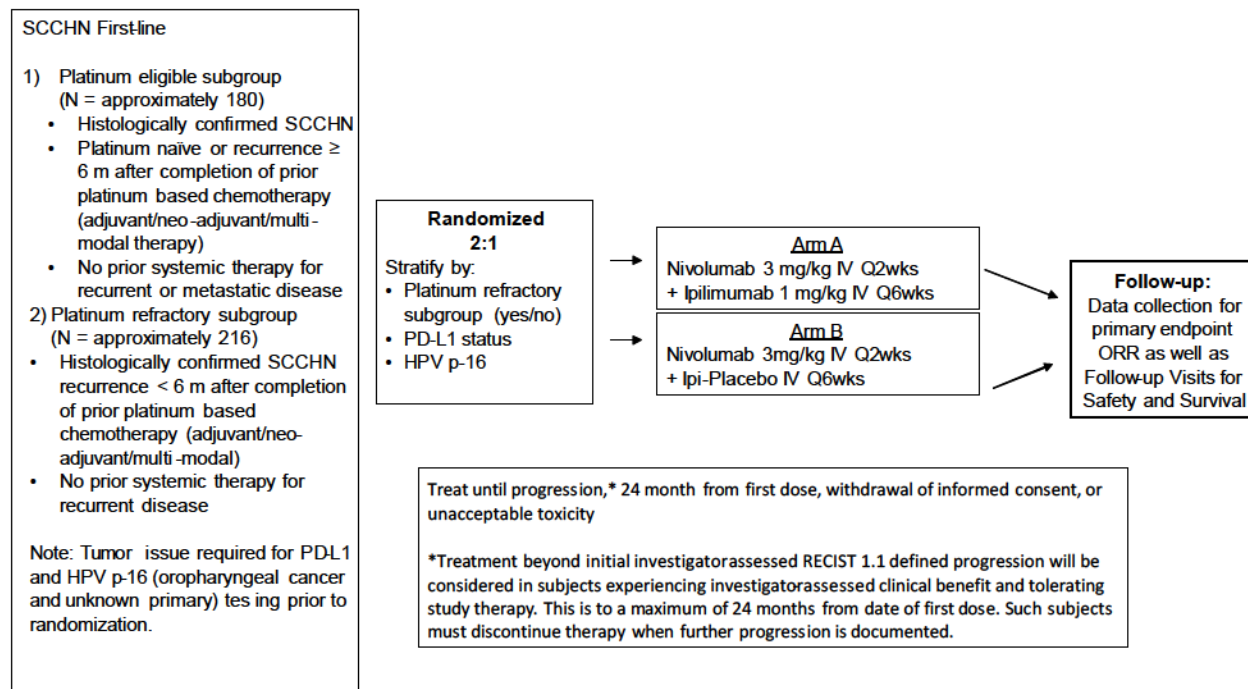 SCCHN First-line
1) Platinum eligible subgroup
(N = approximately 180)
• Histologically confirmed SCCHN
• Platinum naïve or recurrence ≥
6 m after completion of prior
platinum based chemotherapy
(adjuvant/neo-adjuvant/multi-
modal therapy)
• No prior systemic therapy for
recurrent or metastatic disease
2) Platinum refractory subgroup
(N = approximately 216)
• Histologically confirmed SCCHN
recurrence < 6 m after completion
of prior platinum based
chemotherapy (adjuvant/neo-
adjuvant/multi-modal)
• No prior systemic therapy for
recurrent disease
Note: Tumor issue required for PD-L1
and HPV p-16 (oropharyngeal cancer
and unknown primary) tes ing prior to
randomization.
Randomized
2:1
Stratify by:
• Platinum refractory
subgroup (yes/no)
• PD-L1 status
• HPV p-16
Arm A
Nivolumab 3 mg/kg IV Q2wks
+ Ipilimumab 1 mg/kg IV Q6wks
Arm B
Nivolumab 3mg/kg IV Q2wks
+ Ipi-Placebo IV Q6wks
Follow-up:
Data collection for
primary endpoint
ORR as well as
Follow-up Visits for
Safety and Survival
Treat until progression,* 24 month from first dose, withdrawal of informed consent, or
unacceptable toxicity
*Treatment beyond initial investigatorassessed RECIST 1.1 defined progression will be
considered in subjects experiencing investigatorassessed clinical benefit and tolerating
study therapy. This is to a maximum of 24 months from date of first dose. Such subjects
must discontinue therapy when further progression is documented.